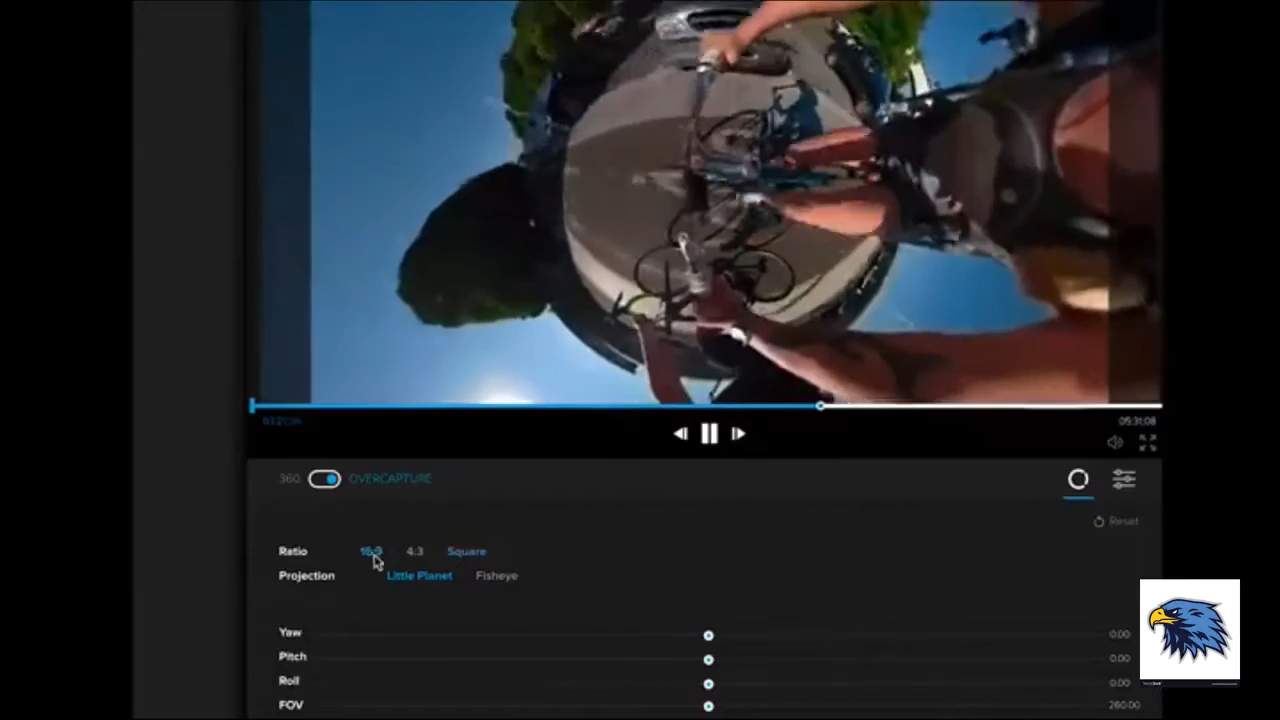 05:31:08
360 OVERCAPTURE
Reset
Ratio 16:9 4:3 Square
Projection Little Planet Fisheye
Yaw 0.00
Pitch 0.00
Roll 0.00
FOV 260.00